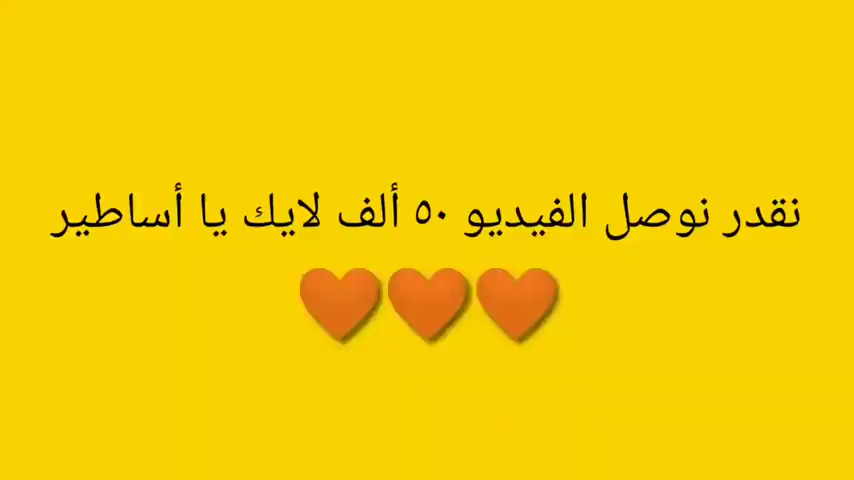 نقدر نوصل الفيديو ٥٠ ألف لايك يا أساطير
🧡🧡🧡